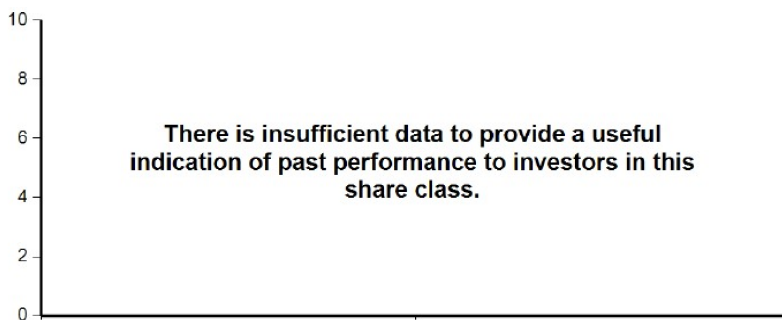 10
8
There is insufficient data to provide a useful
6
indication of past performance to investors in this
share class.
4
2
0